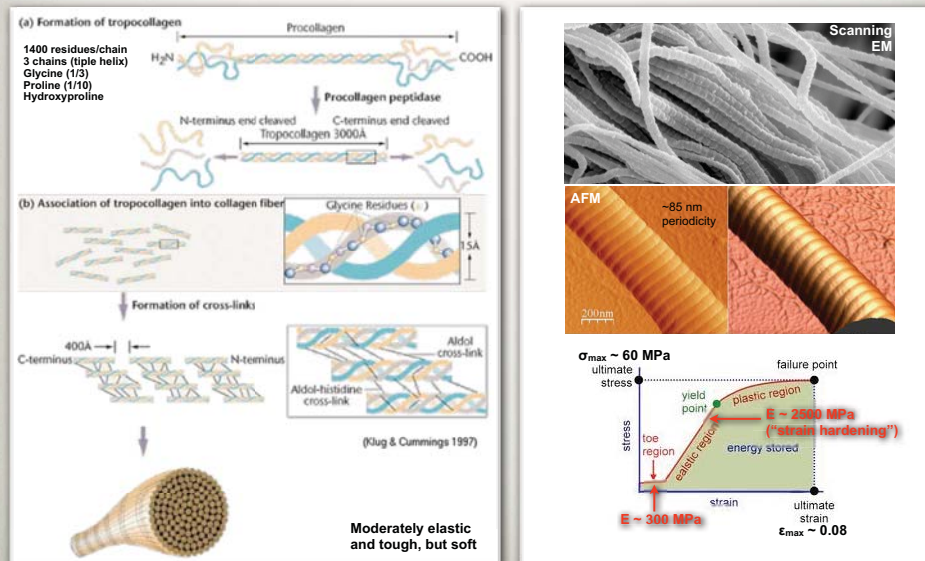 (a) Formation of tropocollagen
Procollagen
1400 residues/chain
3 chains (tiple helix)
Glycine (1/3)
Proline (1/10)
Hydroxyproline
H₂N
COOH
Procollagen peptidase
N-terminus end cleaved
C-terminus end cleaved
Tropocollagen 3000Å
(b) Association of tropocollagen into collagen fiber
Glycine Residues ( )
15Å
Formation of cross-links
400Å
C-terminus
N-terminus
Aldol
cross-link
Aldol-histidine
cross-link
(Klug & Cummings 1997)
Moderately elastic
and tough, but soft
Scanning
EM
AFM
~85 nm
periodicity
200nm
σmax ~ 60 MPa
ultimate
stress
failure point
yield
point
plastic region
E ~ 2500 MPa
("strain hardening")
toe
region
ealstic region
energy stored
stress
strain
E ~ 300 MPa
ultimate
strain
εmax ~ 0.08